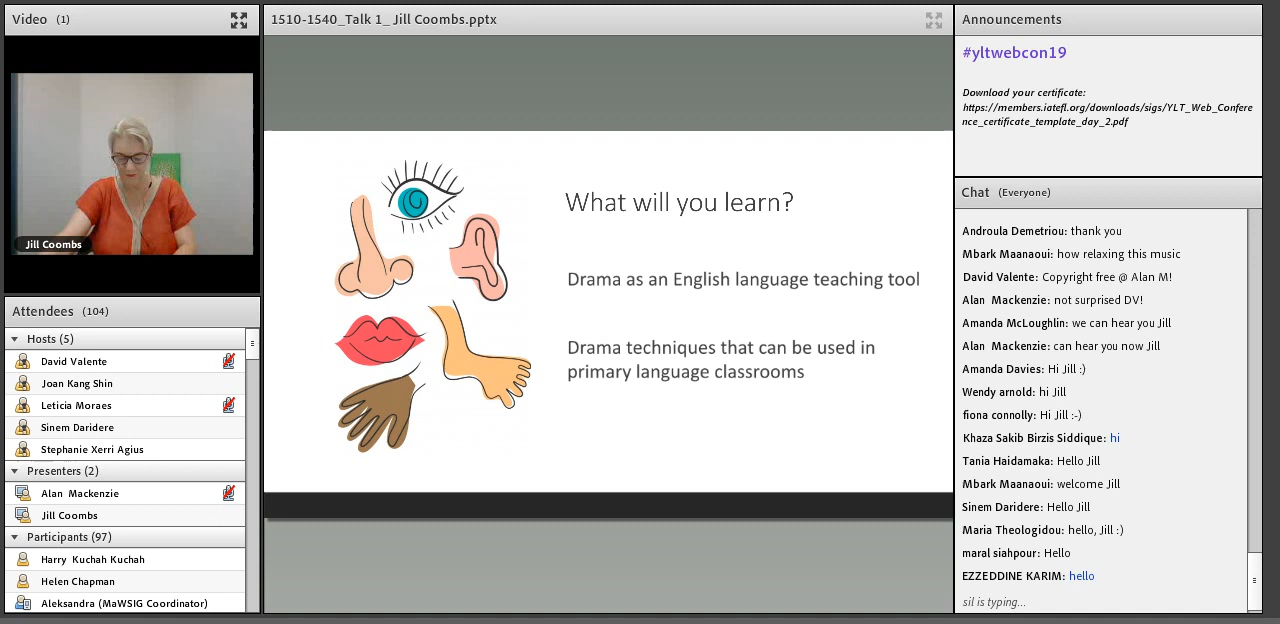 Video (1)
Jill Coombs
Attendees (104)
Hosts (5)
David Valente
Joan Kang Shin
Leticia Moraes
Sinem Daridere
Stephanie Xerri Agius
Presenters (2)
Alan Mackenzie
Jill Coombs
Participants (97)
Harry Kuchah Kuchah
Helen Chapman
Aleksandra (MaWSIG Coordinator)
1510-1540_Talk 1_ Jill Coombs.pptx
What will you learn?
Drama as an English language teaching tool
Drama techniques that can be used in
primary language classrooms
Announcements
#yltwebcon19
Download your certificate:
https://members.iatefl.org/downloads/sigs/YLT_Web_Confere
nce_certificate_template_day_2.pdf
Chat (Everyone)
Androula Demetriou: thank you
Mbark Maanaoui: how relaxing this music
David Valente: Copyright free @ Alan M!
Alan Mackenzie: not surprised DV!
Amanda McLoughlin: we can hear you Jill
Alan Mackenzie: can hear you now Jill
Amanda Davies: Hi Jill :)
Wendy arnold: hi Jill
fiona connolly: Hi Jill :-)
Khaza Sakib Birzis Siddique: hi
Tania Haidamaka: Hello Jill
Mbark Maanaoui: welcome Jill
Sinem Daridere: Hello Jill
Maria Theologidou: hello, Jill :)
maral siahpour: Hello
EZZEDDINE KARIM: hello
sil is typing...